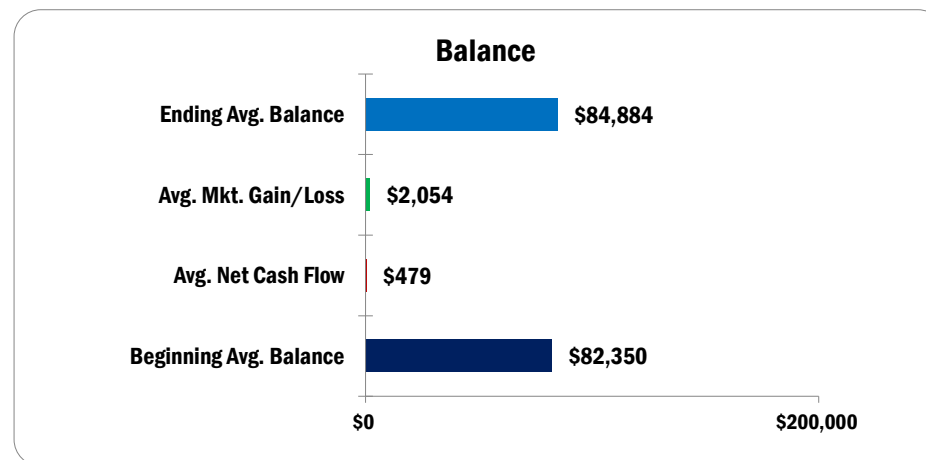 Balance
Ending Avg. Balance $84,884
Avg. Mkt. Gain/Loss $2,054
Avg. Net Cash Flow $479
Beginning Avg. Balance $82,350
$0 $200,000